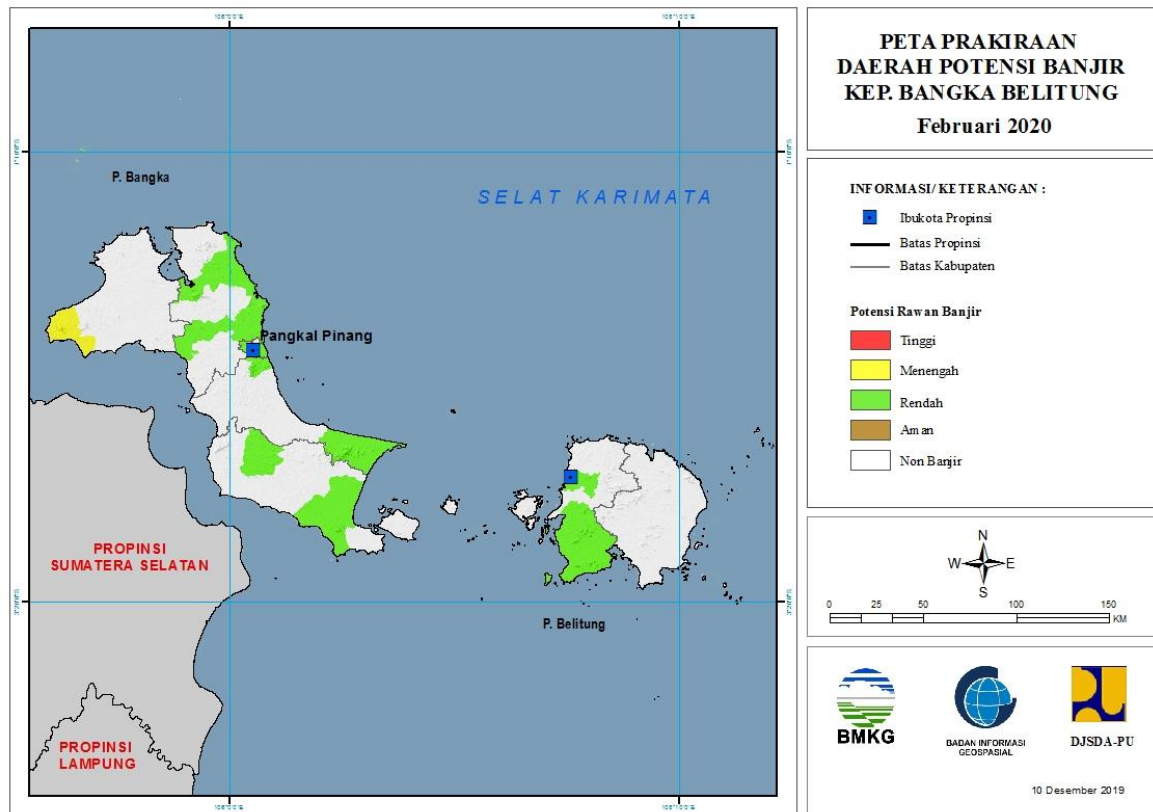 PETA PRAKIRAAN
DAERAH POTENSI BANJIR
KEP. BANGKA BELITUNG
Februari 2020
P. Bangka
SELAT KARIMATA
Pangkal Pinang
PROPINSI
SUMATERA SELATAN
P. Belitung
PROPINSI
LAMPUNG
INFORMASI/ KETERANGAN :
Ibukota Propinsi
Batas Propinsi
Batas Kabupaten
Potensi Rawan Banjir
Tinggi
Menengah
Rendah
Aman
Non Banjir
N
W E
S
0 25 50 100 150
KM
BMKG
BADAN INFORMASI
GEOSPASIAL
DJSDA-PU
10 Desember 2019